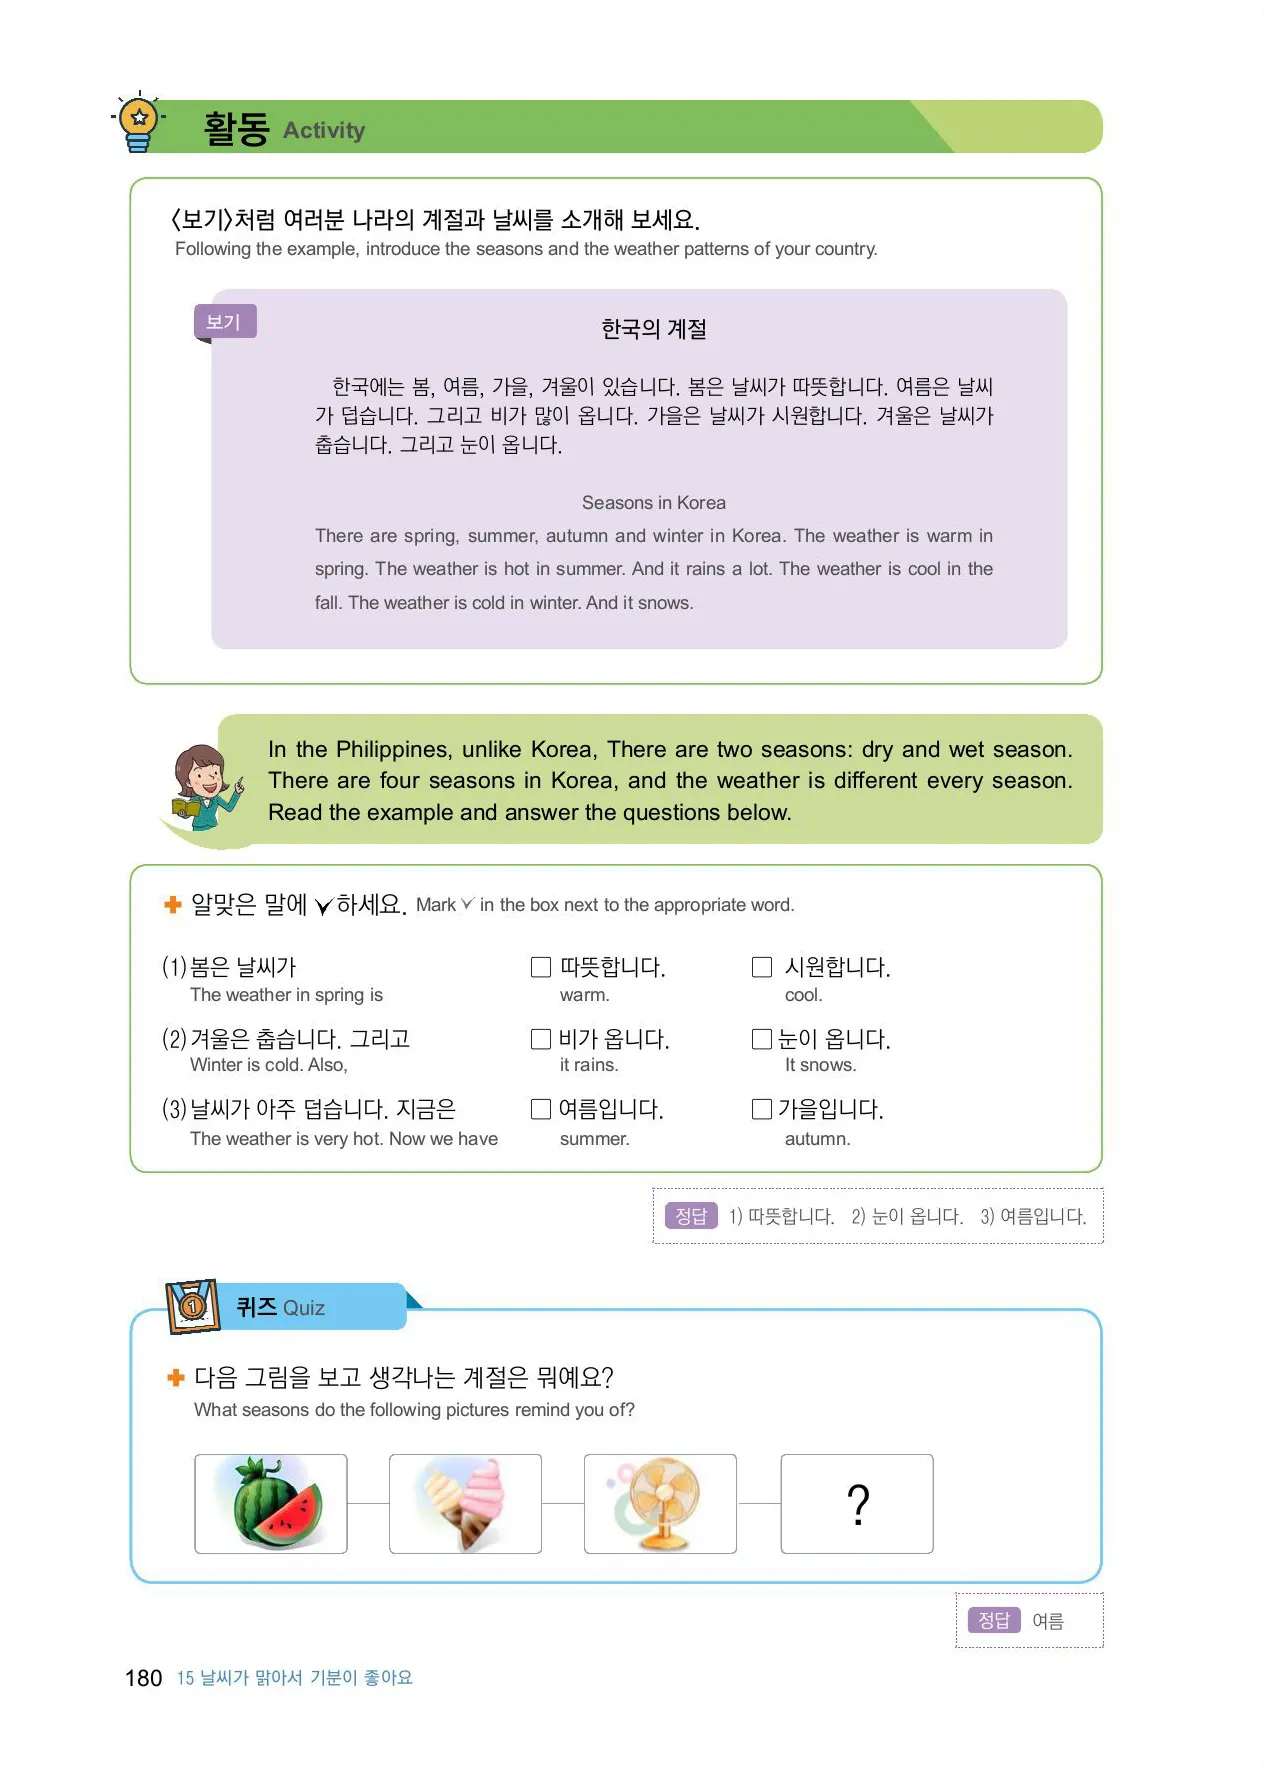 활동 Activity
〈보기〉처럼 여러분 나라의 계절과 날씨를 소개해 보세요.
Following the example, introduce the seasons and the weather patterns of your country.
보기
한국의 계절
한국에는 봄, 여름, 가을, 겨울이 있습니다. 봄은 날씨가 따뜻합니다. 여름은 날씨
가 덥습니다. 그리고 비가 많이 옵니다. 가을은 날씨가 시원합니다. 겨울은 날씨가
춥습니다. 그리고 눈이 옵니다.
Seasons in Korea
There are spring, summer, autumn and winter in Korea. The weather is warm in
spring. The weather is hot in summer. And it rains a lot. The weather is cool in the
fall. The weather is cold in winter. And it snows.
In the Philippines, unlike Korea, There are two seasons: dry and wet season.
There are four seasons in Korea, and the weather is different every season.
Read the example and answer the questions below.
알맞은 말에 ✓하세요. Mark ✓ in the box next to the appropriate word.
(1) 봄은 날씨가 □ 따뜻합니다. □ 시원합니다.
The weather in spring is warm. cool.
(2) 겨울은 춥습니다. 그리고 □ 비가 옵니다. □ 눈이 옵니다.
Winter is cold. Also, it rains. It snows.
(3) 날씨가 아주 덥습니다. 지금은 □ 여름입니다. □ 가을입니다.
The weather is very hot. Now we have summer. autumn.
정답 1) 따뜻합니다. 2) 눈이 옵니다. 3) 여름입니다.
1
퀴즈 Quiz
다음 그림을 보고 생각나는 계절은 뭐예요?
What seasons do the following pictures remind you of?
?
정답 여름
180 15 날씨가 맑아서 기분이 좋아요